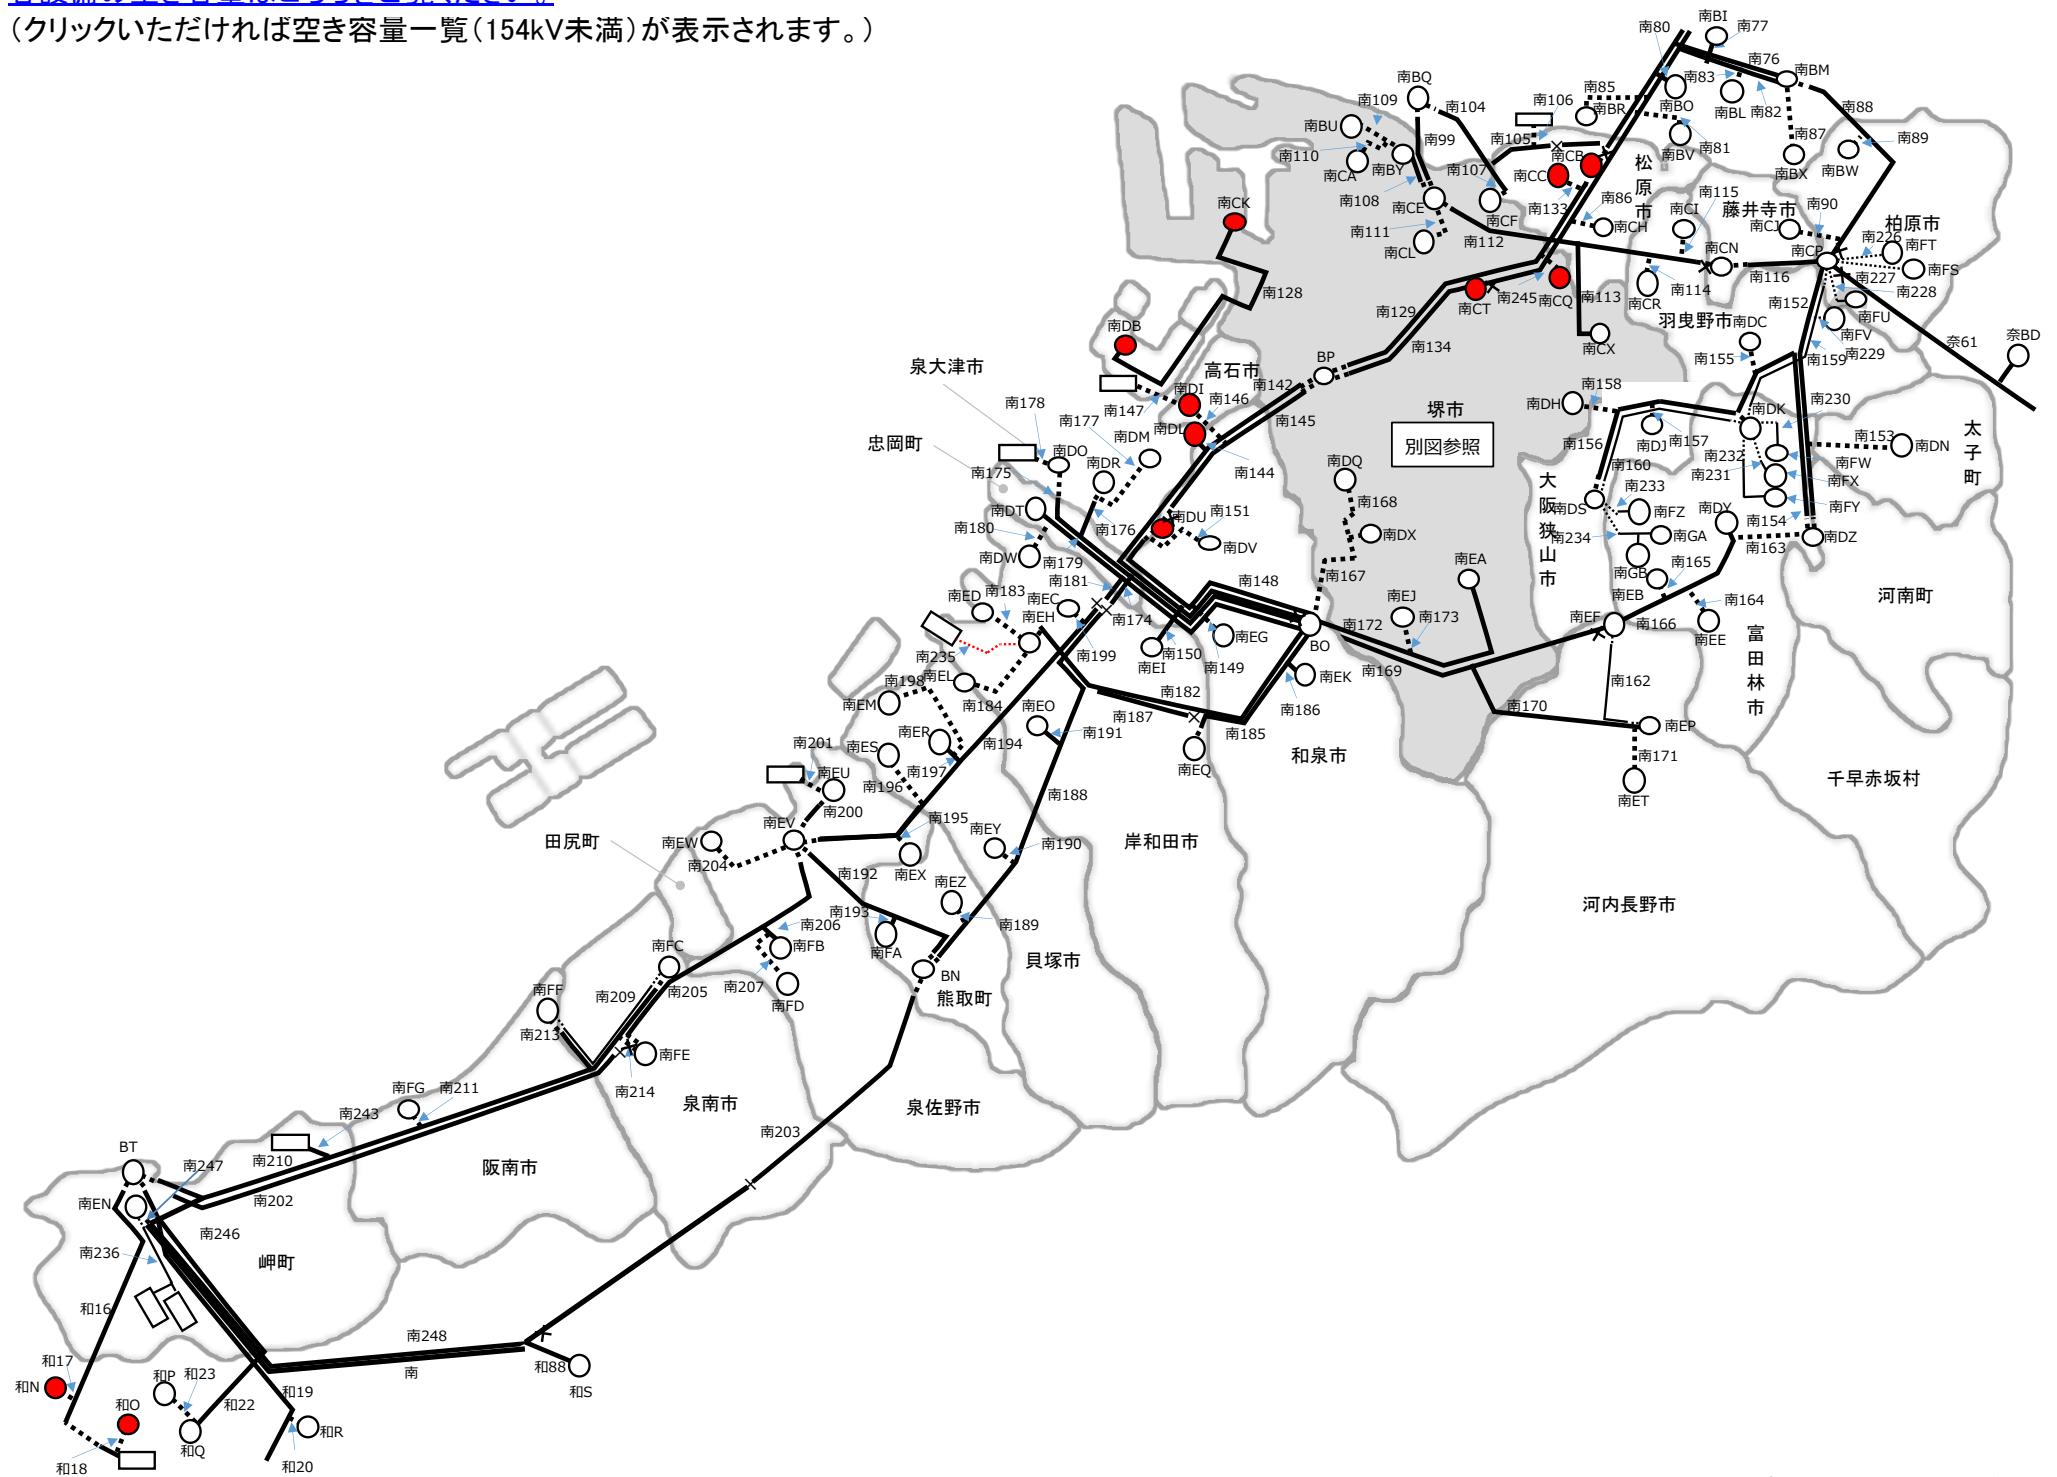 各設備の空き容量はこちらをご覧ください。
（クリックいただければ空き容量一覧（154kV未満）が表示されます。）
南BI
南80
南77
南76
南BM
南83
南BL
南82
南88
南BO
南85
南BR
南106
南BQ
南109
南104
南BU
南99
南105
南110
南CA
南BY
南107
南108
南CE
南CF
南CB
南CC
南133
南BV
南81
南87
南BX
南89
南BW
松原市
南115
南CI
藤井寺市
南90
南CJ
柏原市
南86
南CH
南226
南FT
南FS
南CP
南227
南228
南CN
南116
南FU
南FV
南229
南152
南159
南CK
南111
南CL
南112
南128
南129
南CT
南245
南CQ
南113
南CR
南114
羽曳野市
南DC
南155
奈61
奈BD
南134
南CX
BP
南DB
泉大津市
高石市
南142
南DI
南146
南147
南145
南DL
南144
堺市
別図参照
南158
南DH
南156
南DJ
南157
南160
南DK
南230
南232
南231
南FW
南FX
南FY
南153
南DN
太子町
忠岡町
南178
南177
南DM
南DO
南DR
南175
南DT
南176
南180
南DW
南179
南DU
南151
南DV
南DQ
南168
南DX
南167
大阪狭山市
南DS
南233
南FZ
南234
南GA
南GB
南DY
南154
南163
南DZ
南165
南EB
南164
南EE
河南町
南EA
南EJ
南173
南172
BO
南169
南EF
南166
南162
富田林市
南181
南174
南148
南EG
南149
南150
南EI
南183
南ED
南EC
南EH
南199
南235
南EL
南184
南198
南EM
南EK
南186
南182
南187
南185
南EQ
和泉市
南170
南EP
南171
南ET
千早赤坂村
南EO
南191
南194
南ER
南ES
南197
南196
南201
南EU
南200
南EV
南188
南195
南EX
南EY
南190
岸和田市
田尻町
南EW
南204
南192
南193
南FA
南EZ
南189
河内長野市
BN
熊取町
貝塚市
南206
南FB
南207
南FD
南FC
南205
南209
南FF
南213
南FE
南214
泉南市
泉佐野市
南203
南FG
南211
南243
南210
阪南市
BT
南247
南EN
南202
南246
南236
岬町
和16
和17
和N
和P
和23
和O
和22
和Q
和18
和19
和R
和20
南248
南
和88
和S